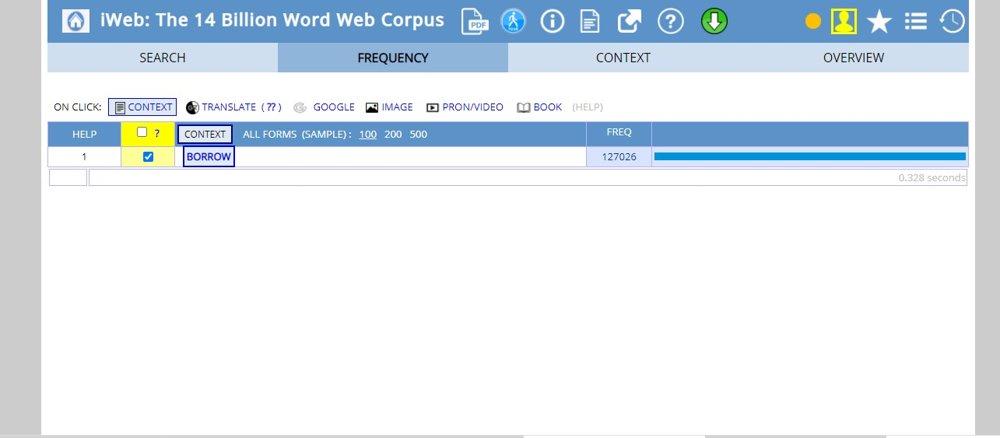 iWeb: The 14 Billion Word Web Corpus PDF TOUR
SEARCH FREQUENCY CONTEXT OVERVIEW
ON CLICK: CONTEXT TRANSLATE ( ?? ) GOOGLE IMAGE PRON/VIDEO BOOK (HELP)
HELP ? CONTEXT ALL FORMS (SAMPLE) : 100 200 500 FREQ
1 BORROW 127026
0.328 seconds